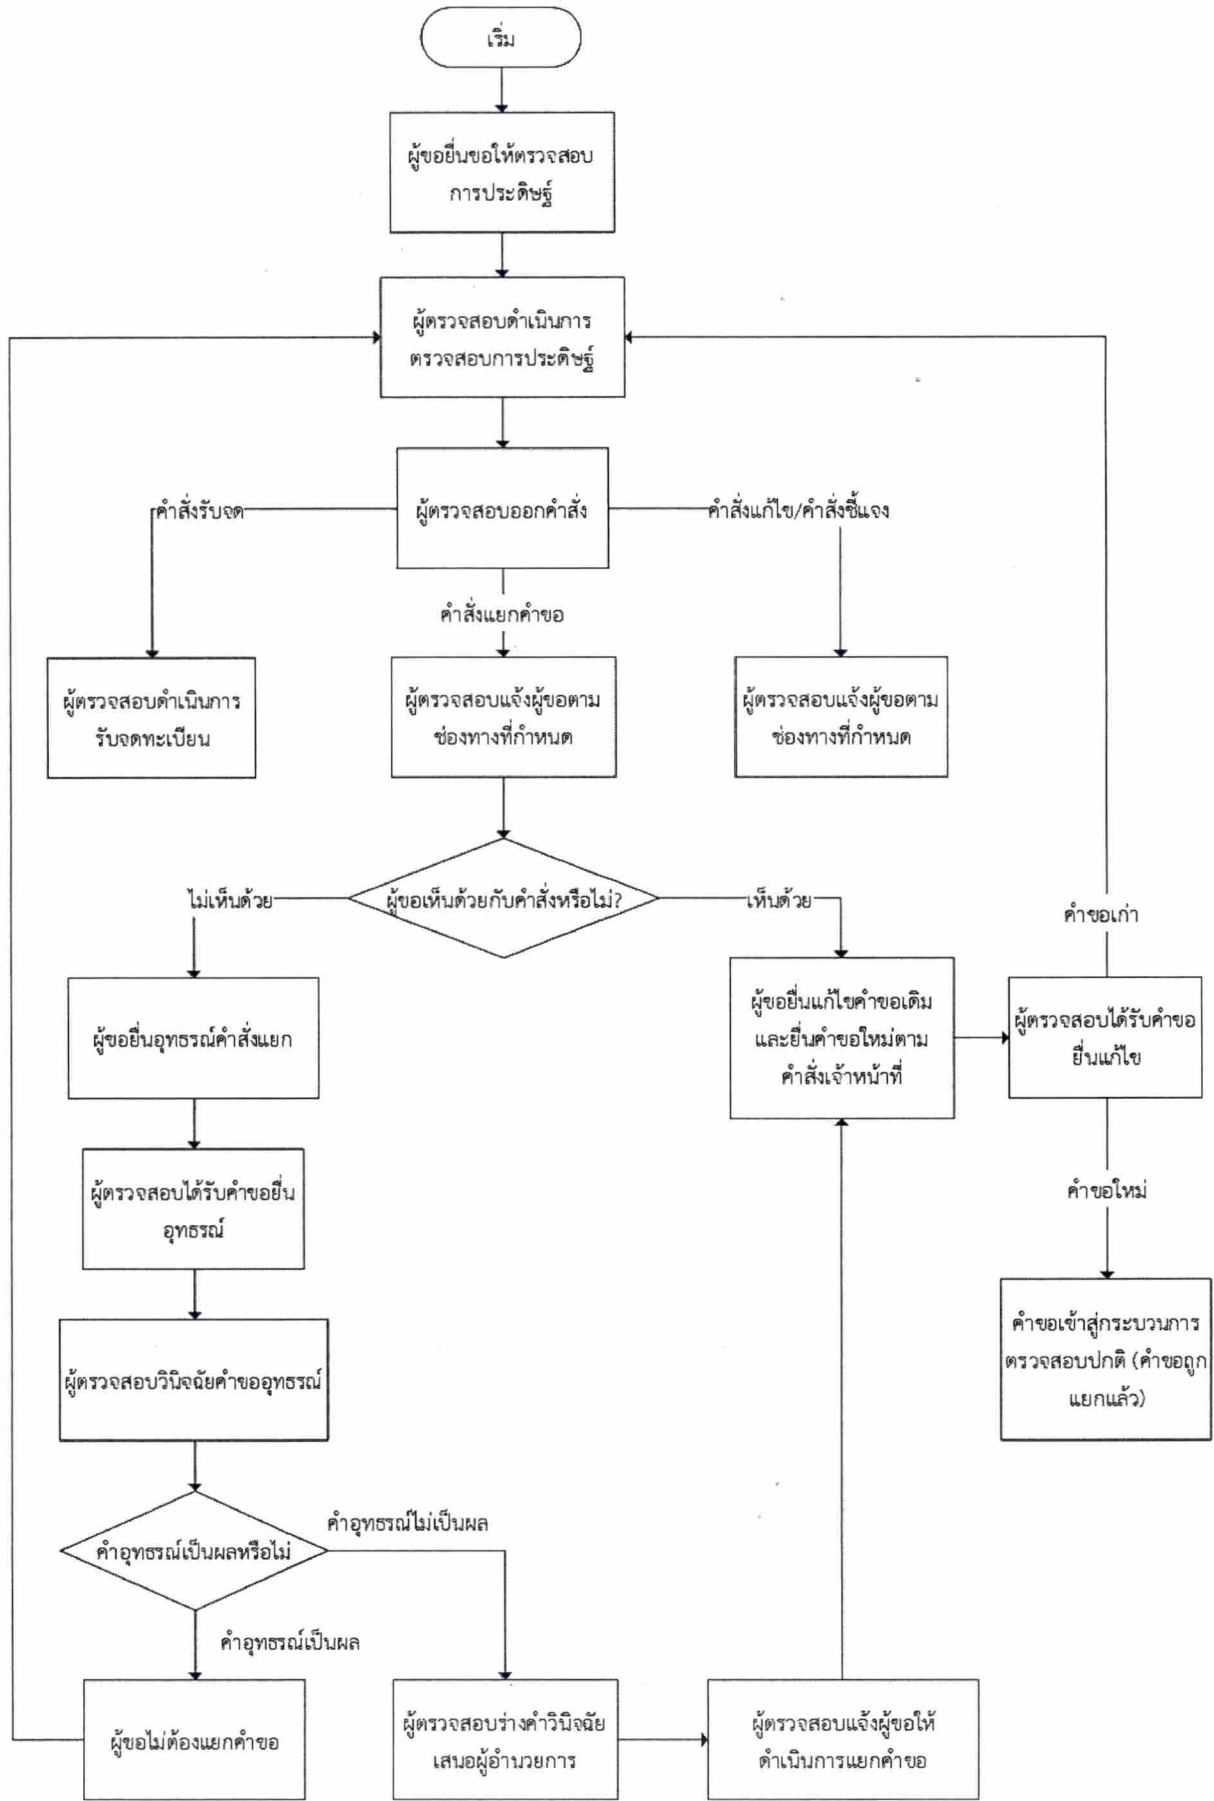 เริ่ม
ผู้ขอยื่นขอให้ตรวจสอบ
การประดิษฐ์
ผู้ตรวจสอบดำเนินการ
ตรวจสอบการประดิษฐ์
คำสั่งรับจด
ผู้ตรวจสอบออกคำสั่ง
คำสั่งแก้ไข/คำสั่งชี้แจง
คำสั่งแยกคำขอ
ผู้ตรวจสอบดำเนินการ
รับจดทะเบียน
ผู้ตรวจสอบแจ้งผู้ขอตาม
ช่องทางที่กำหนด
ผู้ตรวจสอบแจ้งผู้ขอตาม
ช่องทางที่กำหนด
ไม่เห็นด้วย
ผู้ขอเห็นด้วยกับคำสั่งหรือไม่?
เห็นด้วย
คำขอเก่า
ผู้ขอยื่นอุทธรณ์คำสั่งแยก
ผู้ขอยื่นแก้ไขคำขอเดิม
และยื่นคำขอใหม่ตาม
คำสั่งเจ้าหน้าที่
ผู้ตรวจสอบได้รับคำขอ
ยื่นแก้ไข
ผู้ตรวจสอบได้รับคำขอยื่น
อุทธรณ์
คำขอใหม่
ผู้ตรวจสอบวินิจฉัยคำขออุทธรณ์
คำขอเข้าสู่กระบวนการ
ตรวจสอบปกติ (คำขอถูก
แยกแล้ว)
คำอุทธรณ์ไม่เป็นผล
คำอุทธรณ์เป็นผลหรือไม่
คำอุทธรณ์เป็นผล
ผู้ขอไม่ต้องแยกคำขอ
ผู้ตรวจสอบร่างคำวินิจฉัย
เสนอผู้อำนวยการ
ผู้ตรวจสอบแจ้งผู้ขอให้
ดำเนินการแยกคำขอ